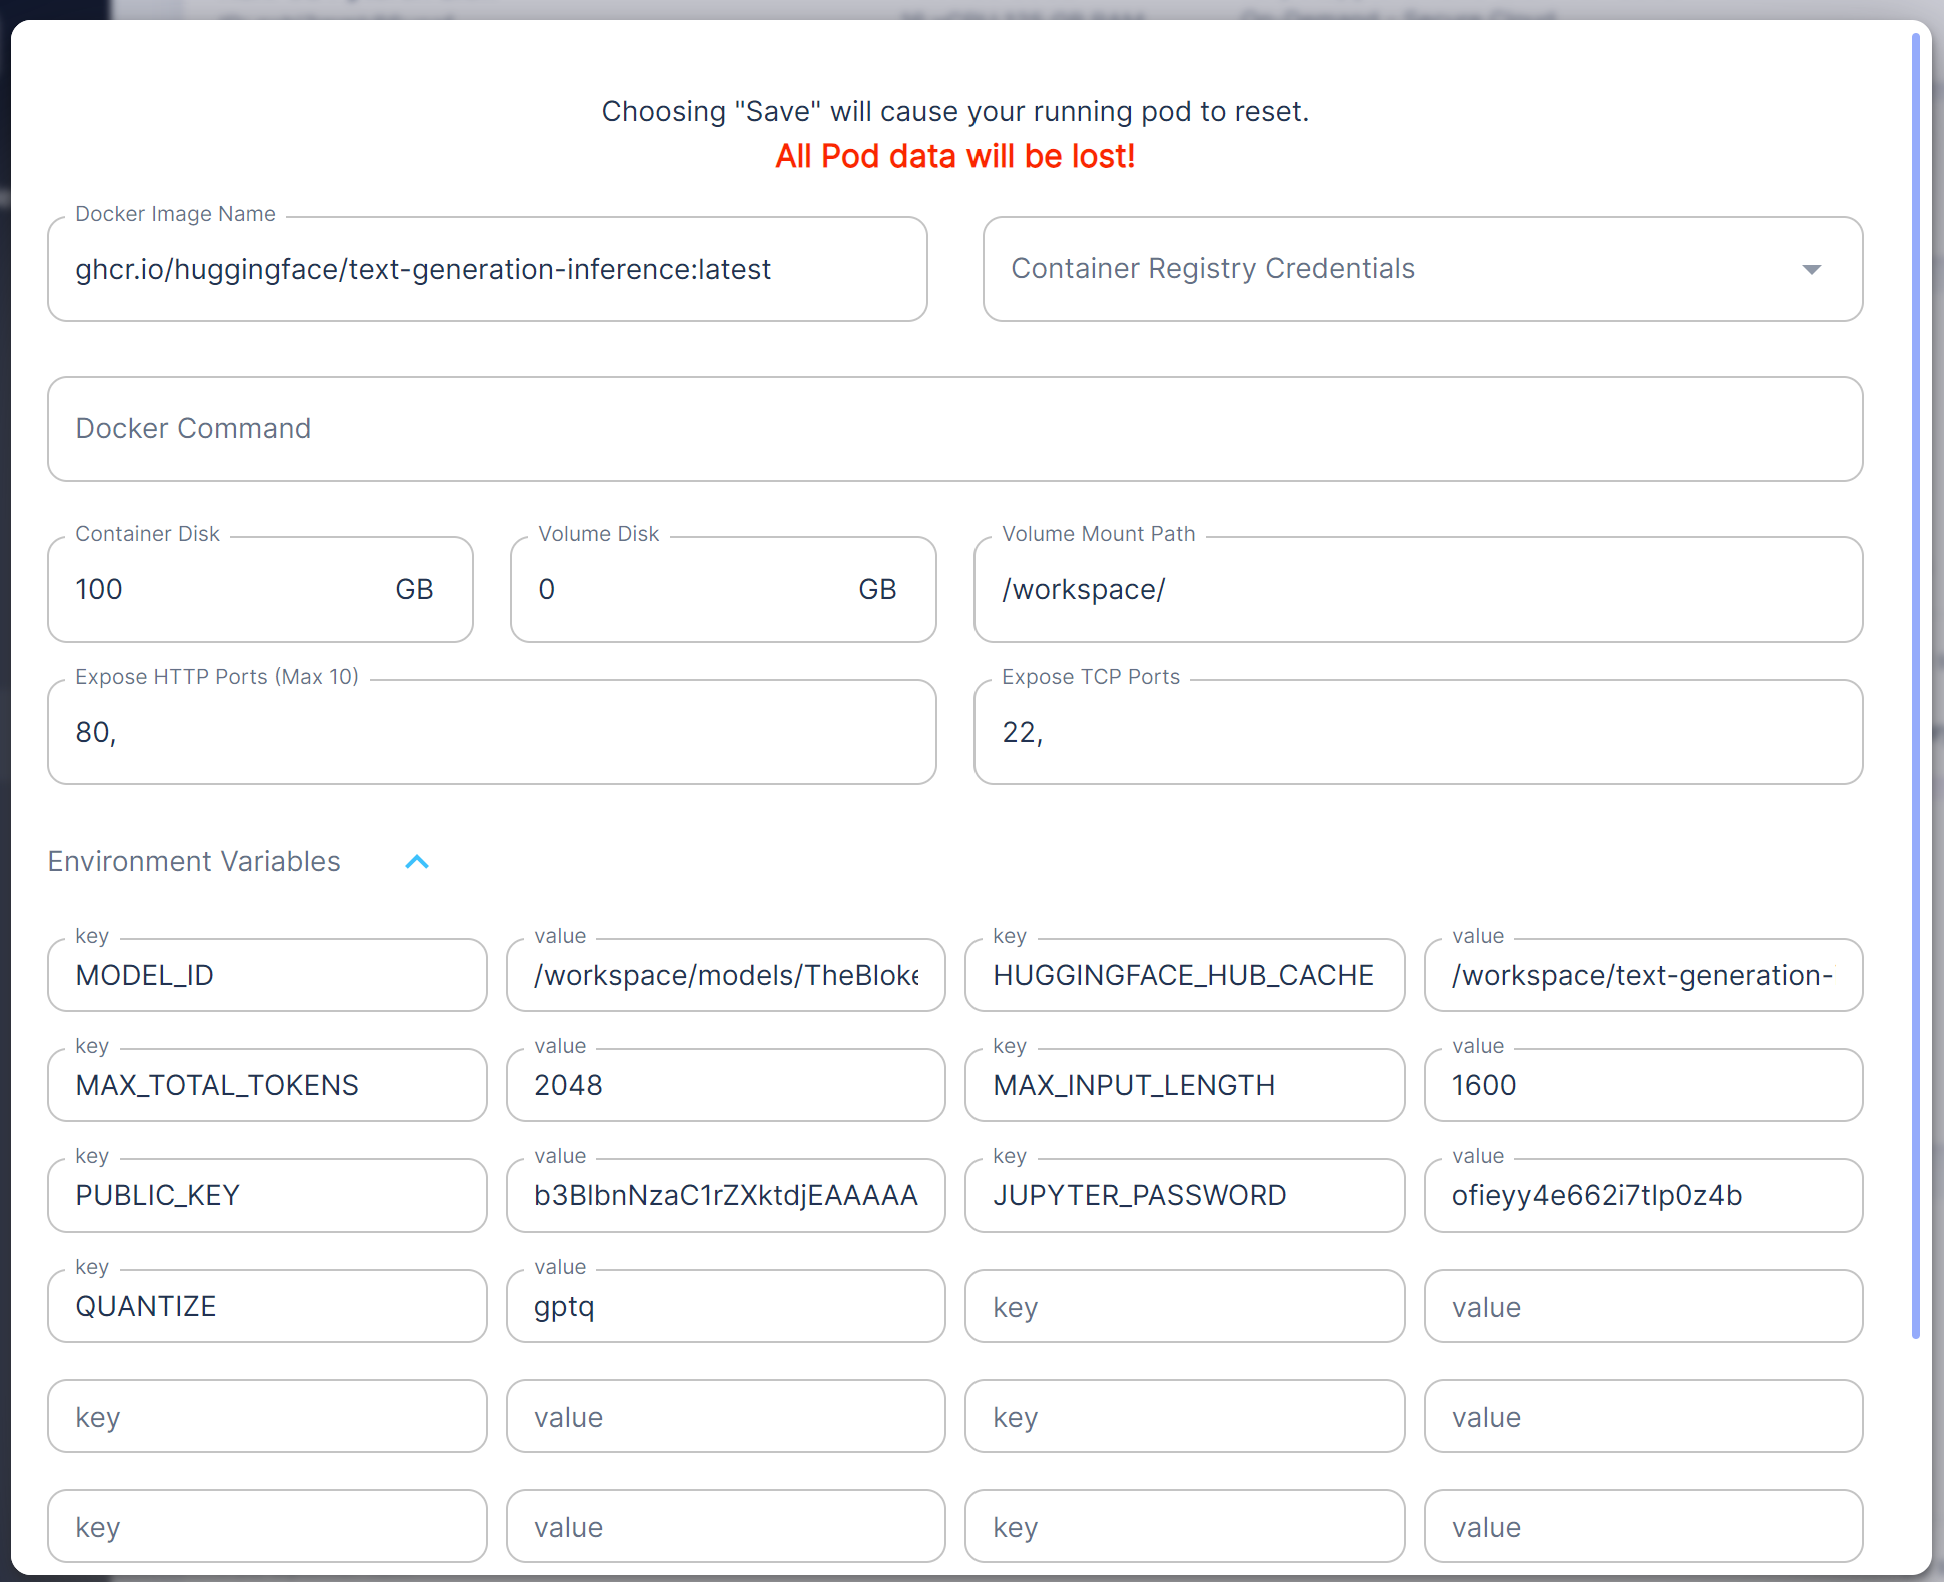 Choosing "Save" will cause your running pod to reset.
All Pod data will be lost!
Docker Image Name
ghcr.io/huggingface/text-generation-inference:latest
Container Registry Credentials
Docker Command
Container Disk
100 GB
Volume Disk
0 GB
Volume Mount Path
/workspace/
Expose HTTP Ports (Max 10)
80,
Expose TCP Ports
22,
Environment Variables
key
MODEL_ID
value
/workspace/models/TheBloke
key
HUGGINGFACE_HUB_CACHE
value
/workspace/text-generation-
key
MAX_TOTAL_TOKENS
value
2048
key
MAX_INPUT_LENGTH
value
1600
key
PUBLIC_KEY
value
b3BlbnNzaC1rZXktdjEAAAAA
key
JUPYTER_PASSWORD
value
ofieyy4e662i7tlp0z4b
key
QUANTIZE
value
gptq
key
value
key
value
key
value
key
value
key
value